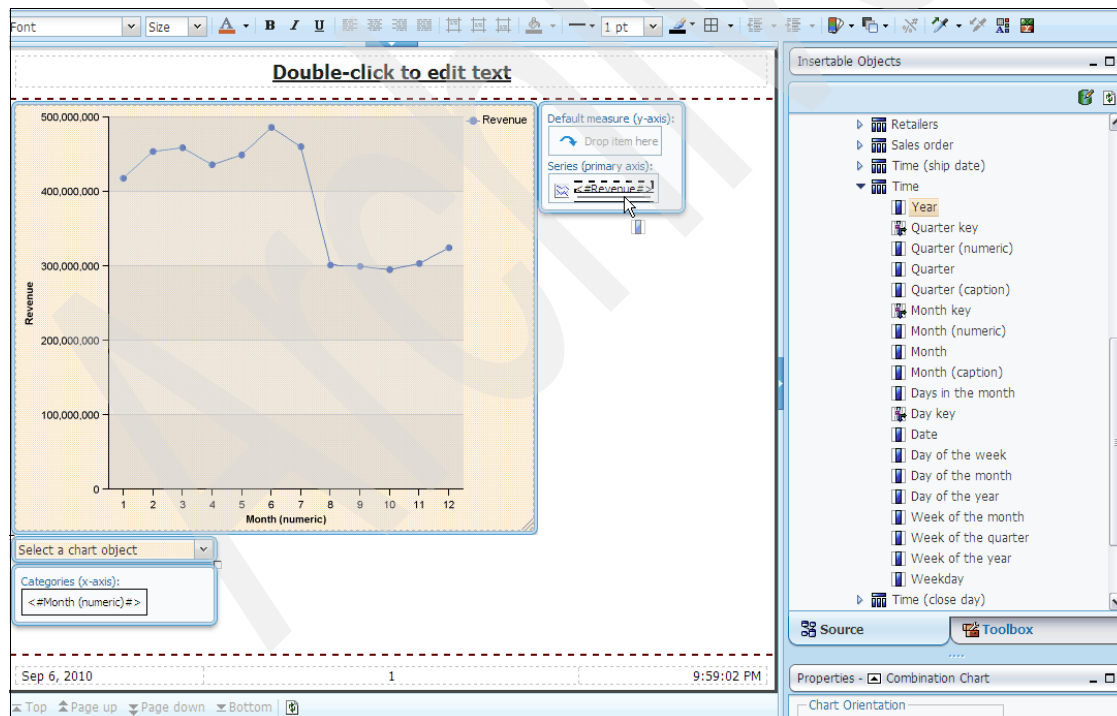 Font Size A B I U 1 pt
Double-click to edit text
500,000,000
400,000,000
300,000,000
200,000,000
100,000,000
0
Revenue
1 2 3 4 5 6 7 8 9 10 11 12
Month (numeric)
Revenue
Default measure (y-axis):
Drop item here
Series (primary axis):
<#Revenue#>
Select a chart object
Categories (x-axis):
<#Month (numeric)#>
Sep 6, 2010 1 9:59:02 PM
Top Page up Page down Bottom
Insertable Objects
Retailers
Sales order
Time (ship date)
Time
Year
Quarter key
Quarter (numeric)
Quarter
Quarter (caption)
Month key
Month (numeric)
Month
Month (caption)
Days in the month
Day key
Date
Day of the week
Day of the month
Day of the year
Week of the month
Week of the quarter
Week of the year
Weekday
Time (close day)
Source Toolbox
Properties - Combination Chart
Chart Orientation